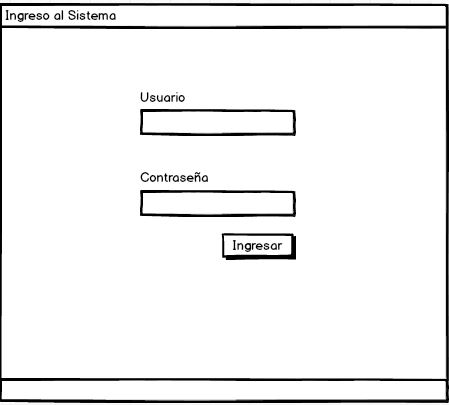 Ingreso al Sistema
Usuario
Contraseña
Ingresar